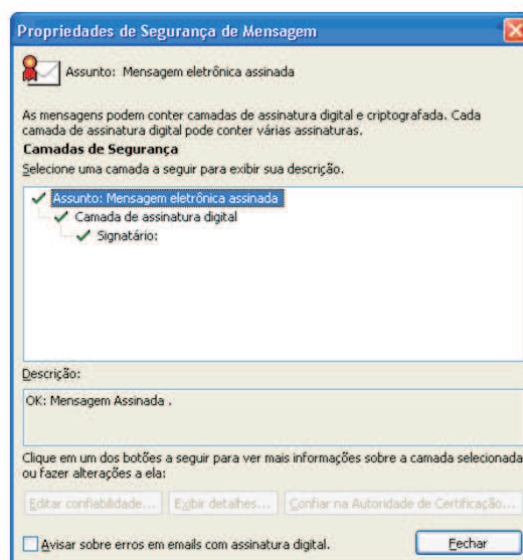 Propriedades de Segurança de Mensagem
Assunto: Mensagem eletrônica assinada
As mensagens podem conter camadas de assinatura digital e criptografada. Cada
camada de assinatura digital pode conter várias assinaturas.
Camadas de Segurança
Selecione uma camada a seguir para exibir sua descrição.
Assunto: Mensagem eletrônica assinada
Camada de assinatura digital
Signatário:
Descrição:
OK: Mensagem Assinada .
Clique em um dos botões a seguir para ver mais informações sobre a camada selecionada
ou fazer alterações a ela:
Editar confiabilidade... Exibir detalhes... Confiar na Autoridade de Certificação...
Avisar sobre erros em emails com assinatura digital. Fechar